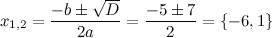 x_{1,2} = \frac{-b \pm \sqrt{D}}{2a} = \frac{-5 \pm 7}{2} = \{-6, 1\}